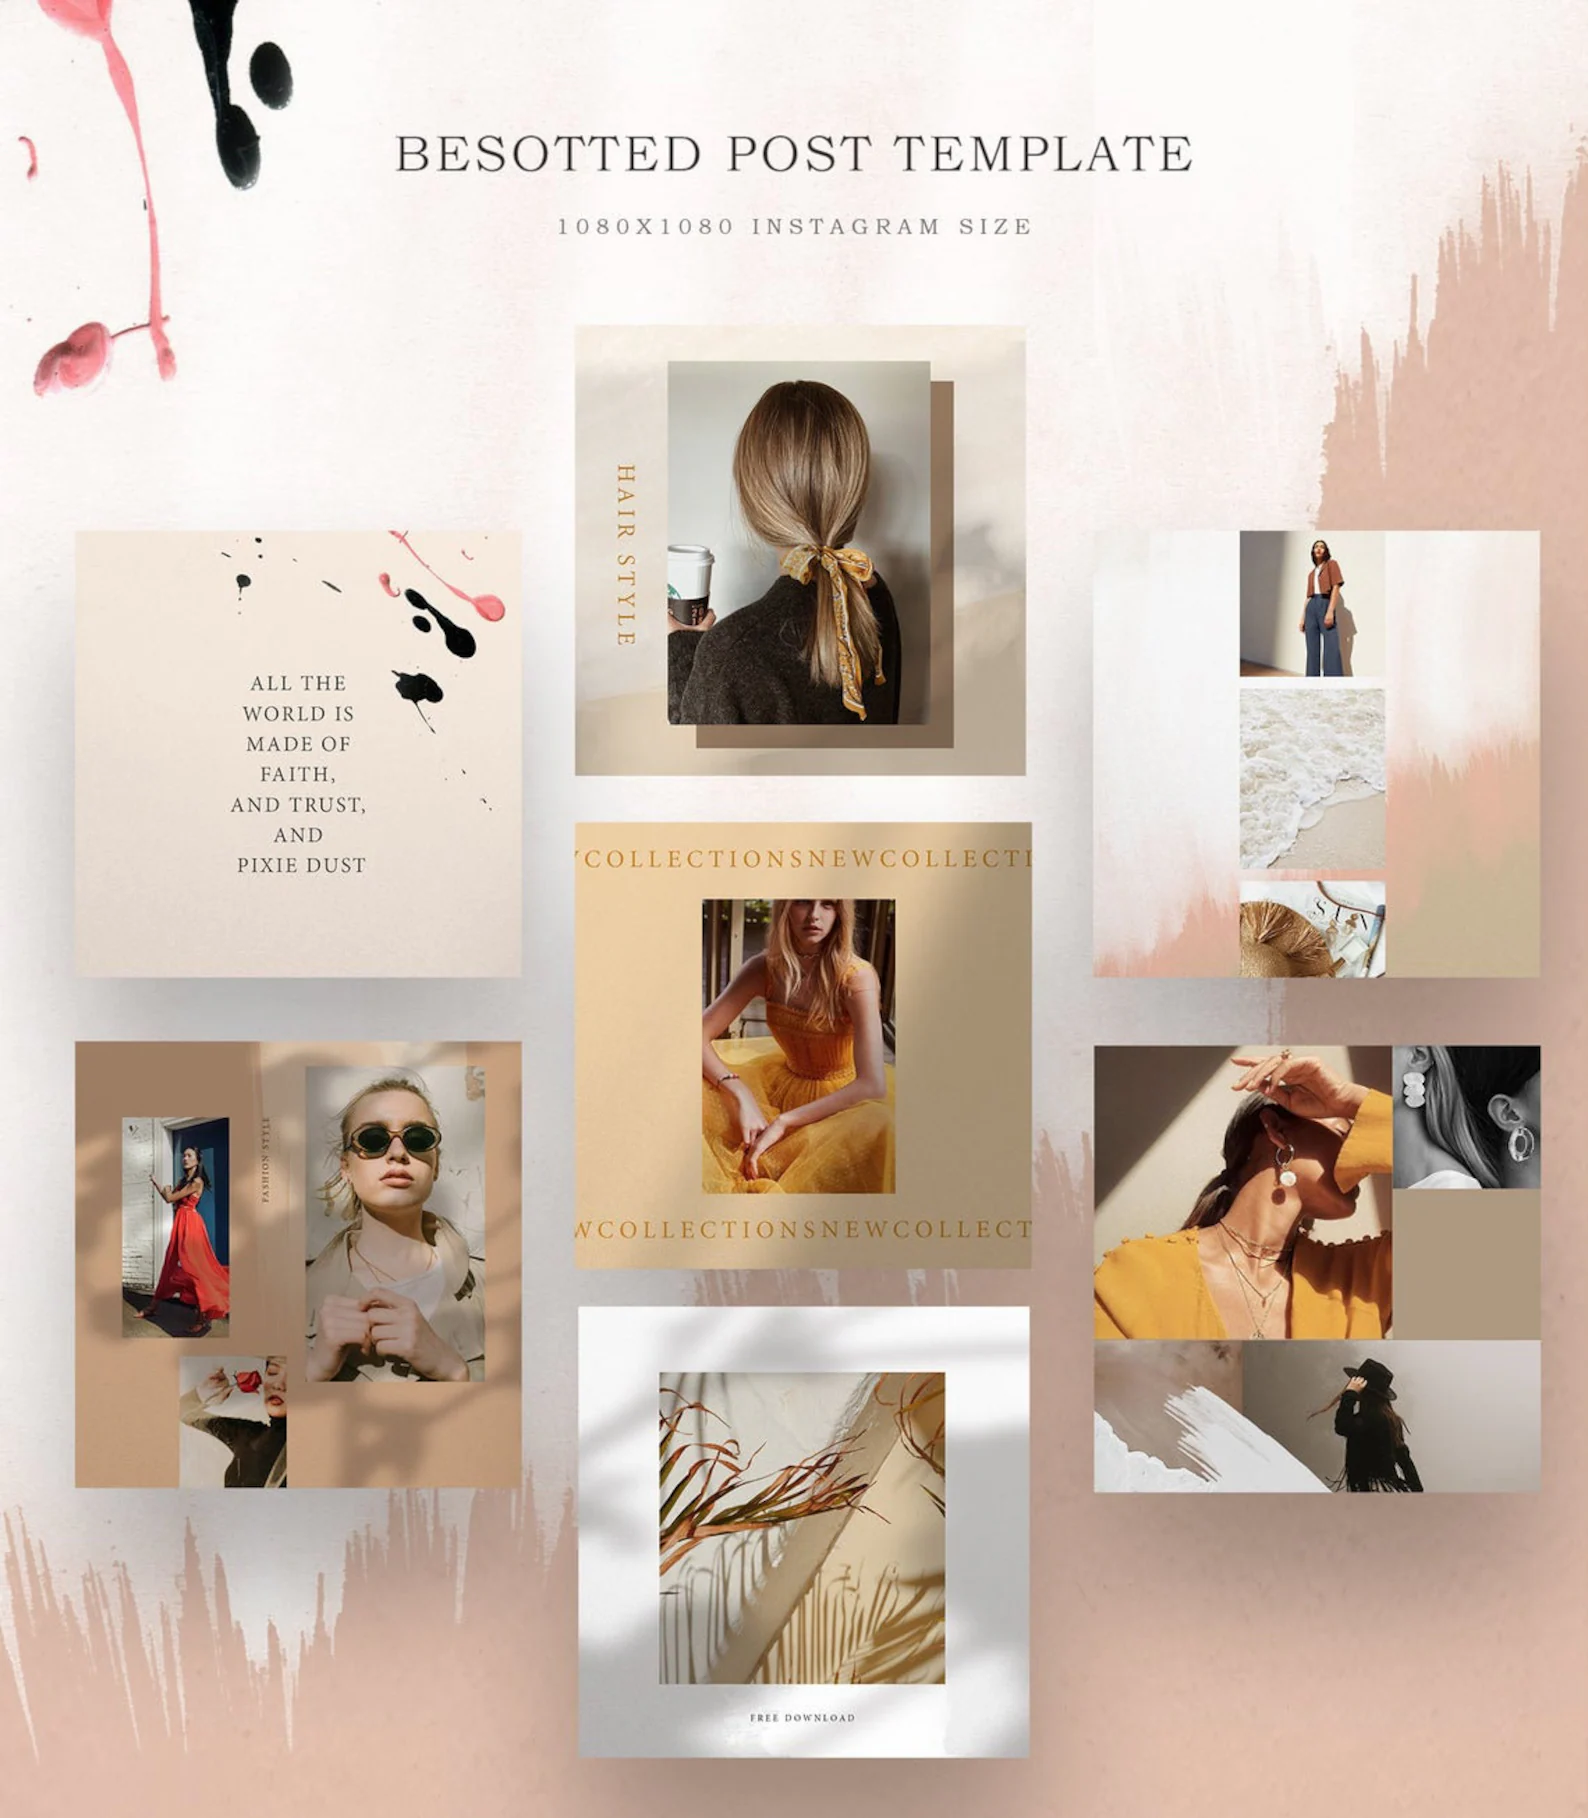 BESOTTED POST TEMPLATE
1080X1080 INSTAGRAM SIZE
HAIR STYLE
ALL THE
WORLD IS
MADE OF
FAITH,
AND TRUST,
AND
PIXIE DUST
COLLECTIONSNEWCOLLECTI
WCOLLECTIONSNEWCOLLECT
FASHION STYLE
FREE DOWNLOAD